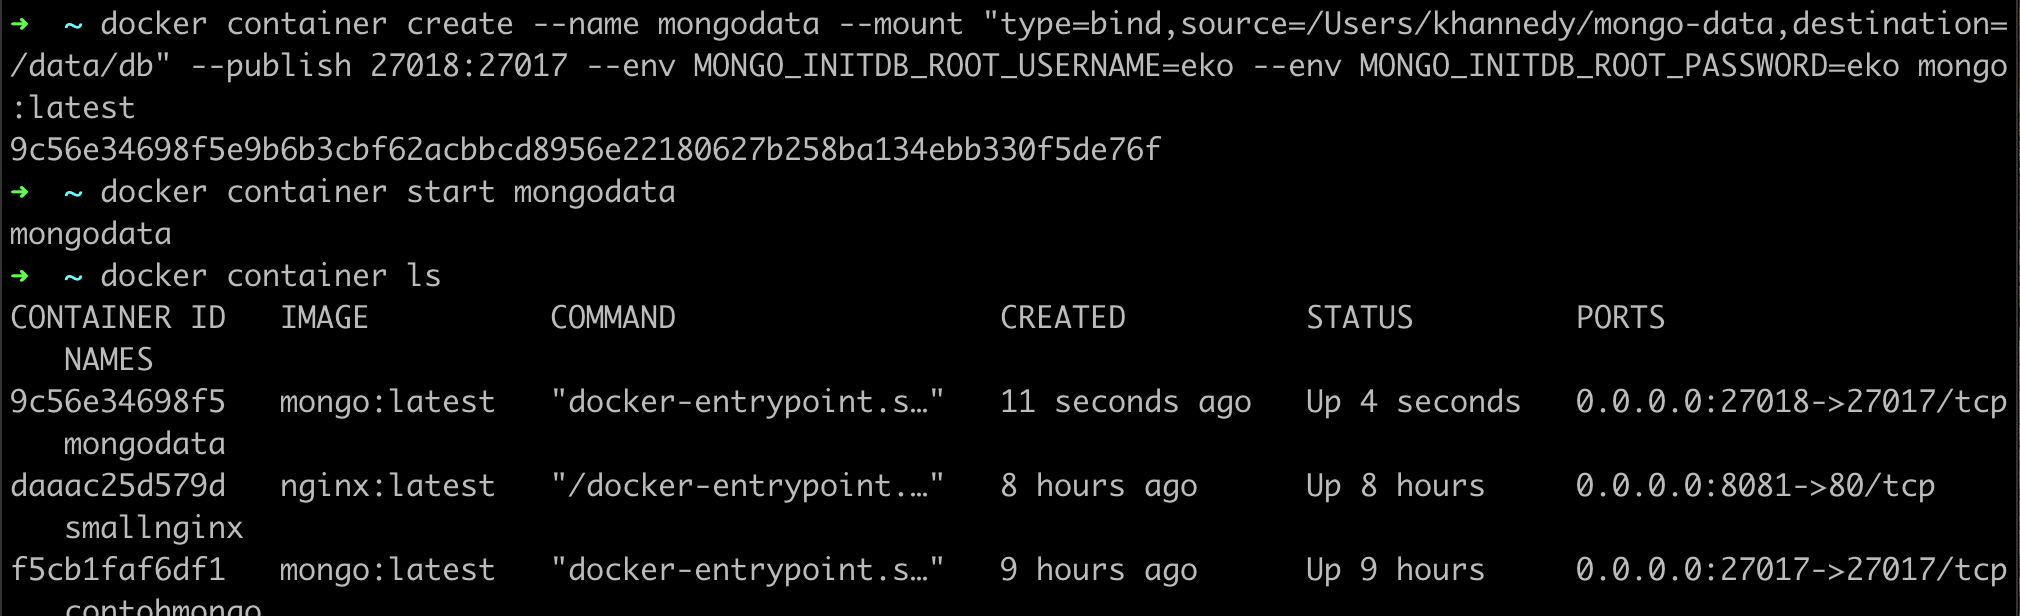 ➜  ~ docker container create --name mongodata --mount "type=bind,source=/Users/khannedy/mongo-data,destination=
/data/db" --publish 27018:27017 --env MONGO_INITDB_ROOT_USERNAME=eko --env MONGO_INITDB_ROOT_PASSWORD=eko mongo
:latest
9c56e34698f5e9b6b3cbf62acbbcd8956e22180627b258ba134ebb330f5de76f
➜  ~ docker container start mongodata
mongodata
➜  ~ docker container ls
CONTAINER ID   IMAGE          COMMAND                  CREATED          STATUS         PORTS
   NAMES
9c56e34698f5   mongo:latest   "docker-entrypoint.s…"   11 seconds ago   Up 4 seconds   0.0.0.0:27018->27017/tcp
   mongodata
daaac25d579d   nginx:latest   "/docker-entrypoint.…"   8 hours ago      Up 8 hours     0.0.0.0:8081->80/tcp
   smallnginx
f5cb1faf6df1   mongo:latest   "docker-entrypoint.s…"   9 hours ago      Up 9 hours     0.0.0.0:27017->27017/tcp
   contohmongo